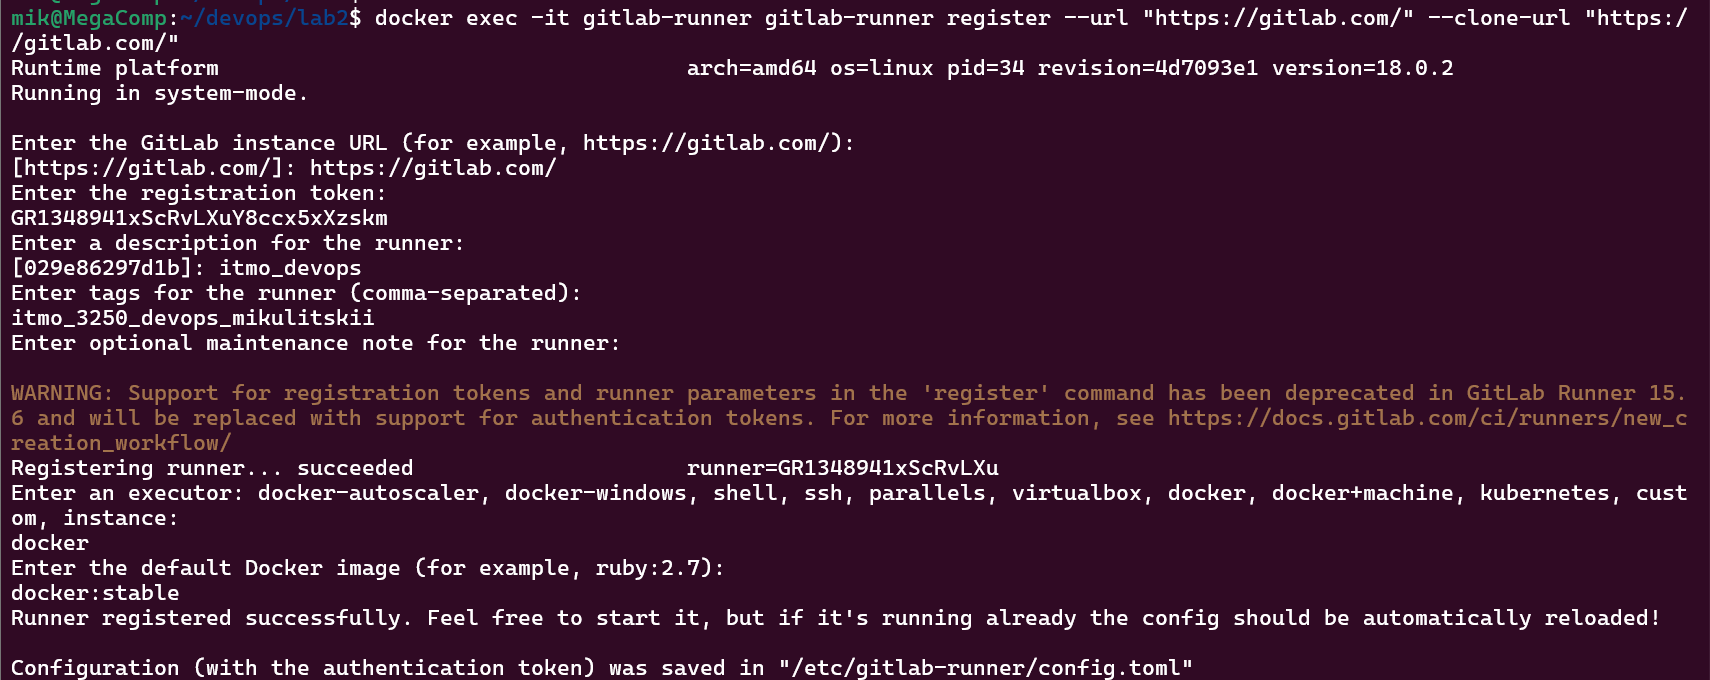 mik@MegaComp:~/devops/lab2$ docker exec -it gitlab-runner gitlab-runner register --url "https://gitlab.com/" --clone-url "https:/
/gitlab.com/"
Runtime platform                                    arch=amd64 os=linux pid=34 revision=4d7093e1 version=18.0.2
Running in system-mode.

Enter the GitLab instance URL (for example, https://gitlab.com/):
[https://gitlab.com/]: https://gitlab.com/
Enter the registration token:
GR1348941xScRvLXuY8ccx5xXzskm
Enter a description for the runner:
[029e86297d1b]: itmo_devops
Enter tags for the runner (comma-separated):
itmo_3250_devops_mikulitskii
Enter optional maintenance note for the runner:

WARNING: Support for registration tokens and runner parameters in the 'register' command has been deprecated in GitLab Runner 15.
6 and will be replaced with support for authentication tokens. For more information, see https://docs.gitlab.com/ci/runners/new_c
reation_workflow/
Registering runner... succeeded                     runner=GR1348941xScRvLXu
Enter an executor: docker-autoscaler, docker-windows, shell, ssh, parallels, virtualbox, docker, docker+machine, kubernetes, cust
om, instance:
docker
Enter the default Docker image (for example, ruby:2.7):
docker:stable
Runner registered successfully. Feel free to start it, but if it's running already the config should be automatically reloaded!

Configuration (with the authentication token) was saved in "/etc/gitlab-runner/config.toml"